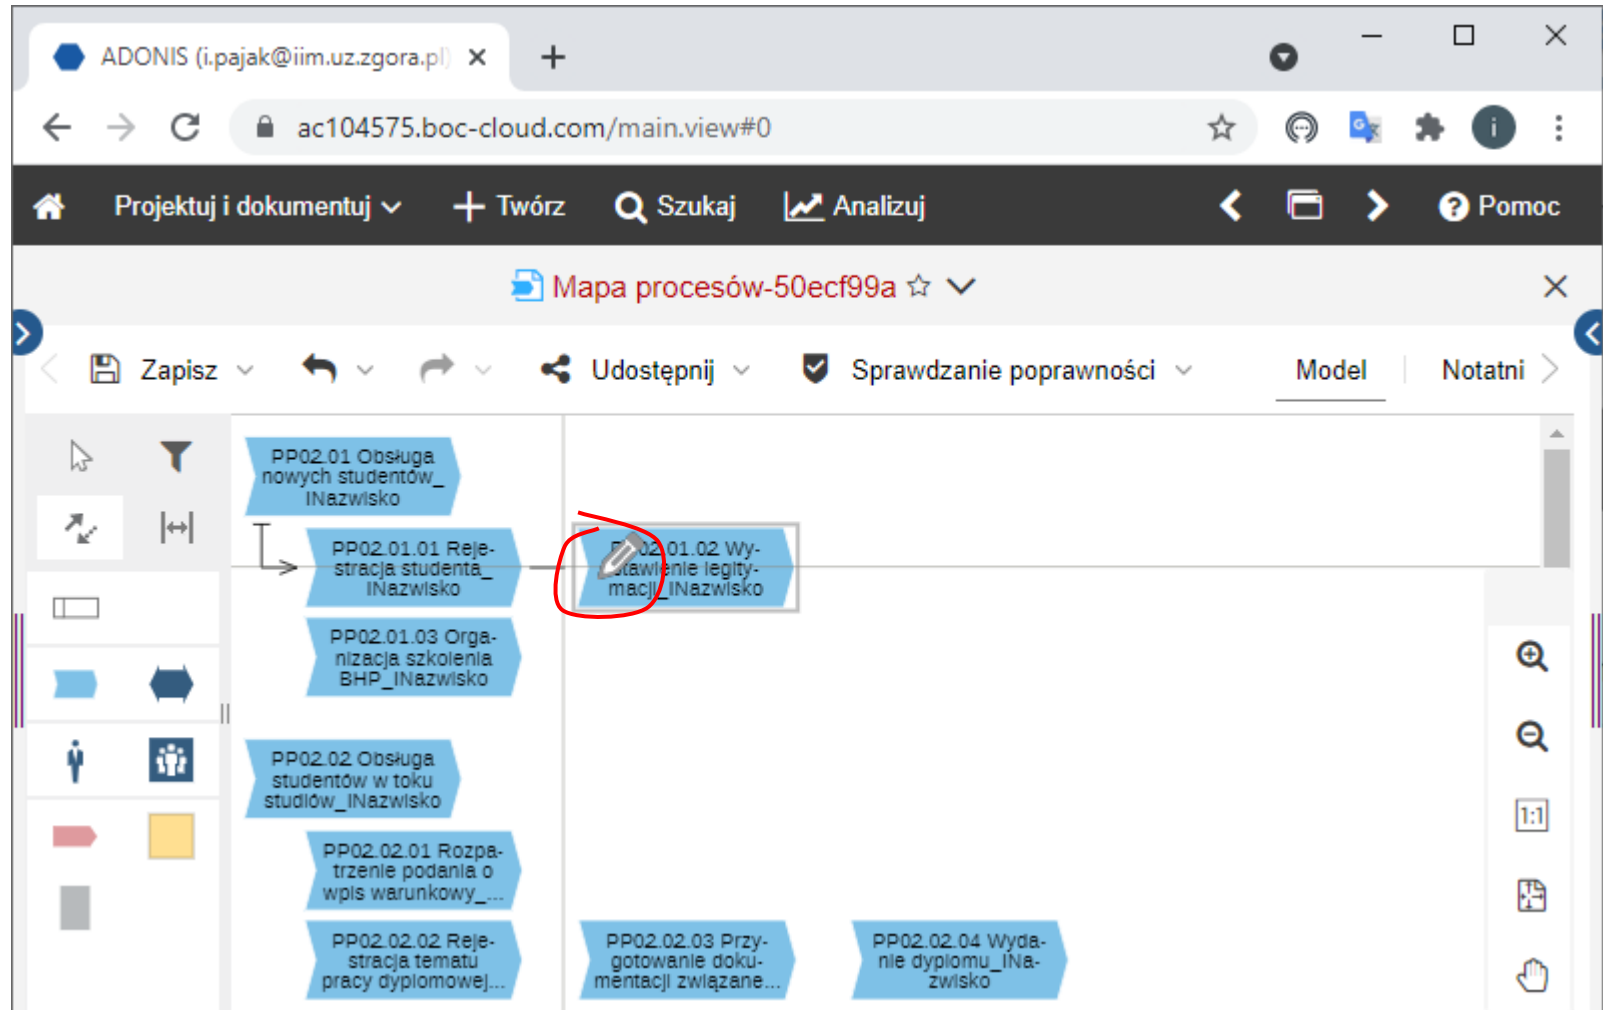 ADONIS (i.pajak@iim.uz.zgora.pl)
ac104575.boc-cloud.com/main.view#0
i
Projektuj i dokumentuj
Twórz
Szukaj
Analizuj
Pomoc
Mapa procesów-50ecf99a
Zapisz
Udostępnij
Sprawdzanie poprawności
Model
Notatni
PP02.01 Obsługa
nowych studentów_
INazwisko
PP02.01.01 Reje-
stracja studenta_
INazwisko
02.01.02 Wy-
stawienie legity-
macji_INazwisko
PP02.01.03 Orga-
nizacja szkolenia
BHP_INazwisko
PP02.02 Obsługa
studentów w toku
studiów_INazwisko
PP02.02.01 Rozpa-
trzenie podania o
wpis warunkowy_...
PP02.02.02 Reje-
stracja tematu
pracy dyplomowej...
PP02.02.03 Przy-
gotowanie doku-
mentacji związane...
PP02.02.04 Wyda-
nie dyplomu_INa-
zwisko
1:1